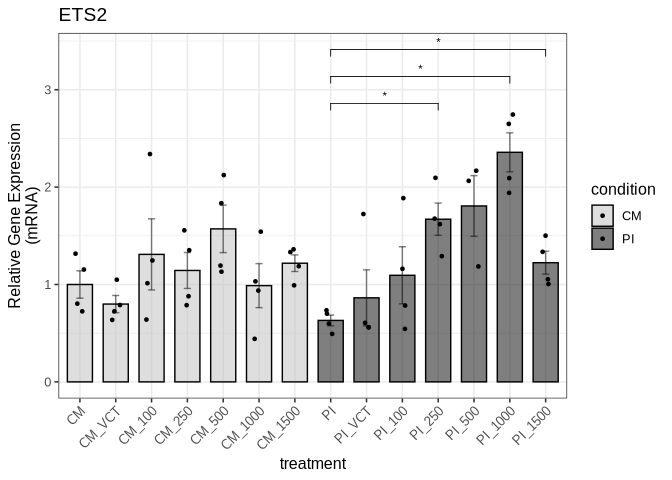 ETS2
Relative Gene Expression
(mRNA)
3
2
1
0
*
*
*
CM
CM_VCT
CM_100
CM_250
CM_500
CM_1000
CM_1500
PI
PI_VCT
PI_100
PI_250
PI_500
PI_1000
PI_1500
treatment
condition
CM
PI